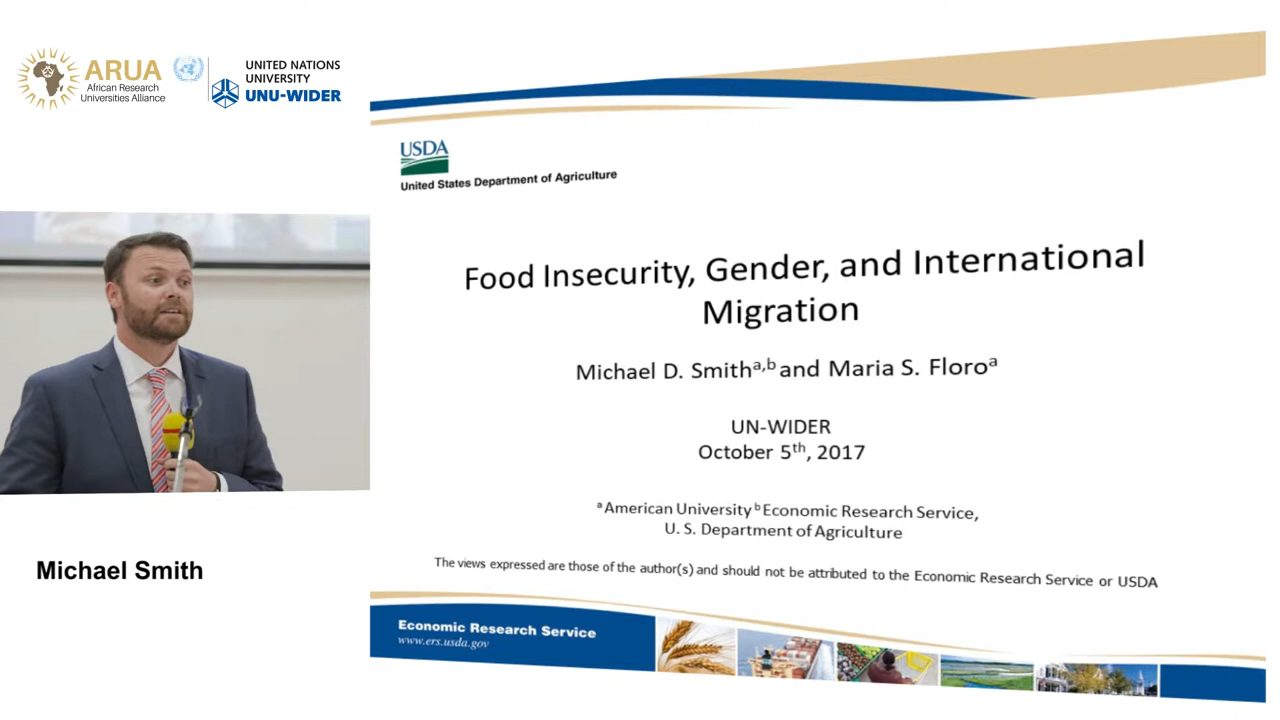 ARUA
African Research
Universities Alliance
UNITED NATIONS
UNIVERSITY
UNU-WIDER
USDA
United States Department of Agriculture
Food Insecurity, Gender, and International
Migration
Michael D. Smithᵃ,ᵇ and Maria S. Floroᵃ
UN-WIDER
October 5ᵗʰ, 2017
ᵃ American University ᵇ Economic Research Service,
U. S. Department of Agriculture
The views expressed are those of the author(s) and should not be attributed to the Economic Research Service or USDA
Michael Smith
Economic Research Service
www.ers.usda.gov